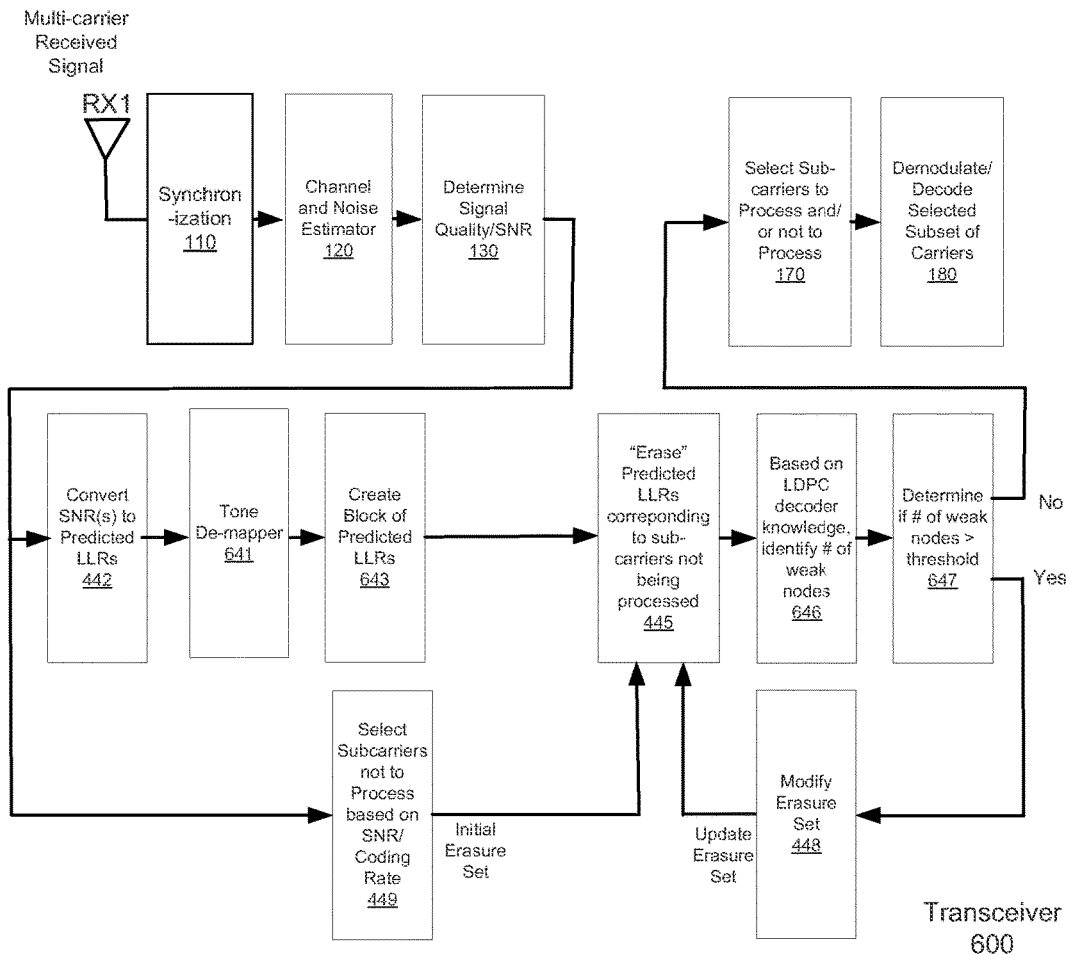 Multi-carrier
Received
Signal
RX1
Synchron
-ization
110
Channel
and Noise
Estimator
120
Determine
Signal
Quality/SNR
130
Select Sub-
carriers to
Process and/
or not to
Process
170
Demodulate/
Decode
Selected
Subset of
Carriers
180
Convert
SNR(s) to
Predicted
LLRs
442
Tone
De-mapper
641
Create
Block of
Predicted
LLRs
643
“Erase”
Predicted
LLRs
correponding
to sub-
carriers not
being
processed
445
Based on
LDPC
decoder
knowledge,
identify # of
weak
nodes
646
Determine
if # of weak
nodes >
threshold
647
No
Yes
Select
Subcarriers
not to
Process
based on
SNR/
Coding
Rate
449
Initial
Erasure
Set
Update
Erasure
Set
Modify
Erasure
Set
448
Transceiver
600